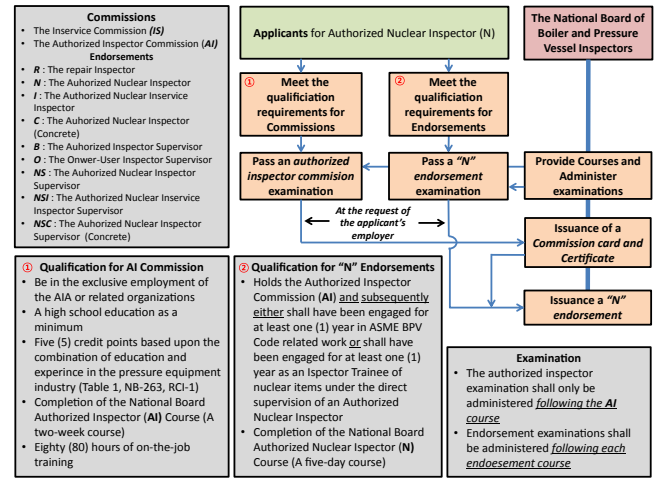 Commissions
• The Inservice Commission (IS)
• The Authorized Inspector Commission (AI)
Endorsements
• R : The repair Inspector
• N : The Auhorized Nuclear Inspector
• I : The Auhorized Nuclear Inservice
Inspector
• C : The Auhorized Nuclear Inspector
(Concrete)
• B : The Auhorized Inspector Supervisor
• O : The Onwer-User Inspector Supervisor
• NS : The Auhorized Nuclear Inspector
Supervisor
• NSI : The Auhorized Nuclear Inservice
Inspector Supervisor
• NSC : The Auhorized Nuclear Inspector
Supervisor (Concrete)
Applicants for Authorized Nuclear Inspector (N)
The National Board of
Boiler and Pressure
Vessel Inspectors
① Meet the
qualificiation
requirements for
Commissions
② Meet the
qualificiation
requirements for
Endorsements
Pass an authorized
inspector commision
examination
Pass a “N”
endorsement
examination
Provide Courses and
Administer
examinations
At the request of
the applicant’s
employer
Issuance of a
Commission card and
Certificate
Issuance a “N”
endorsement
① Qualification for AI Commission
• Be in the exclusive employment
of the AIA or related organizations
• A high school education as a
minimum
• Five (5) credit points based upon the
combination of education and
experince in the pressure equipment
industry (Table 1, NB-263, RCI-1)
• Completion of the National Board
Authorized Inspector (AI) Course (A
two-week course)
• Eighty (80) hours of on-the-job
training
② Qualification for “N” Endorsements
• Holds the Authorized Inspector
Commission (AI) and subsequently
either shall have been engaged for
at least one (1) year in ASME BPV
Code related work or shall have
been engaged for at least one (1)
year as an Ispector Trainee of
nuclear items under the direct
supervision of an Authorized
Nuclear Inspector
• Completion of the National Board
Authorized Nuclear Ispector (N)
Course (A five-day course)
Examination
• The authorized inspector
examination shall only be
administered following the AI
course
• Endorsement examinations shall
be administered following each
endoesement course